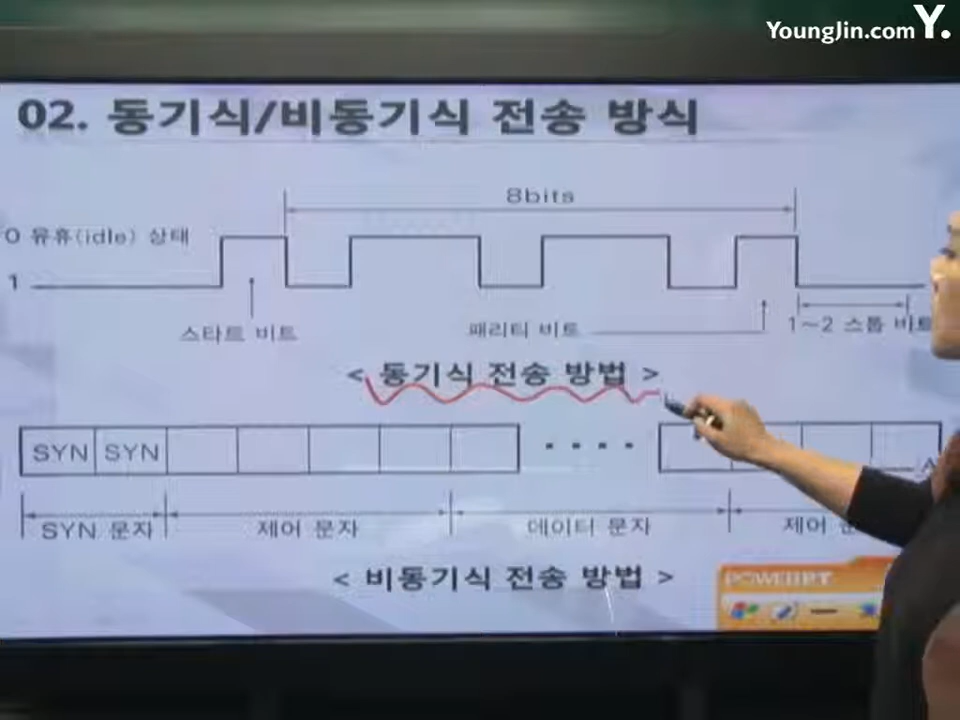 YoungJin.com Y.
02. 동기식/비동기식 전송 방식
8bits
0 유휴(idle) 상태
1
스타트 비트
패리티 비트
1~2 스톱 비트
< 동기식 전송 방법 >
SYN SYN
SYN 문자 제어 문자 데이터 문자 제어
< 비동기식 전송 방법 >
POWERPT